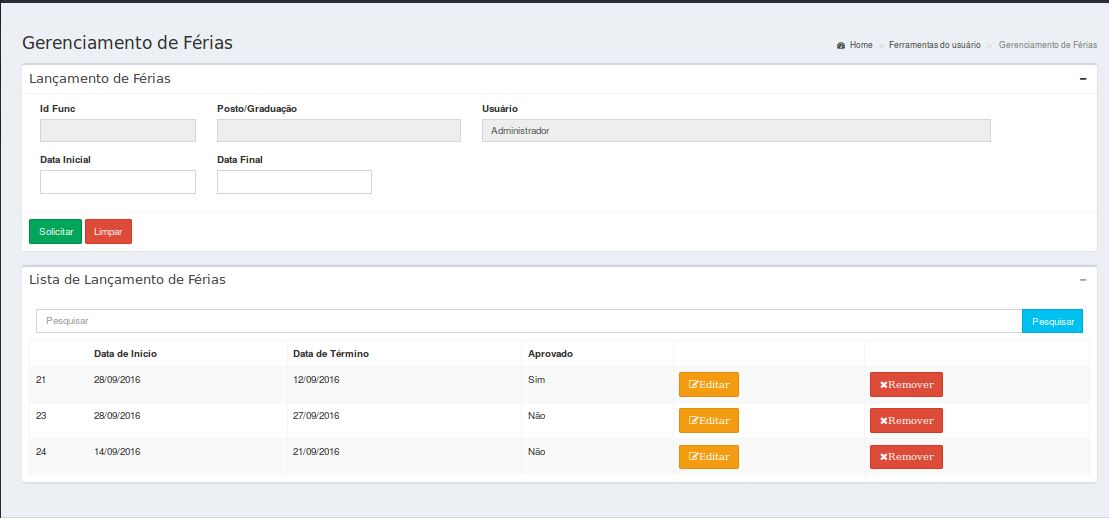 Gerenciamento de Férias
Home > Ferramentas do usuário > Gerenciamento de Férias
Lançamento de Férias
Id Func Posto/Graduação Usuário
Administrador
Data Inicial Data Final
Solicitar Limpar
Lista de Lançamento de Férias
Pesquisar Pesquisar
Data de Inicio Data de Término Aprovado
21 28/09/2016 12/09/2016 Sim Editar Remover
23 28/09/2016 27/09/2016 Não Editar Remover
24 14/09/2016 21/09/2016 Não Editar Remover